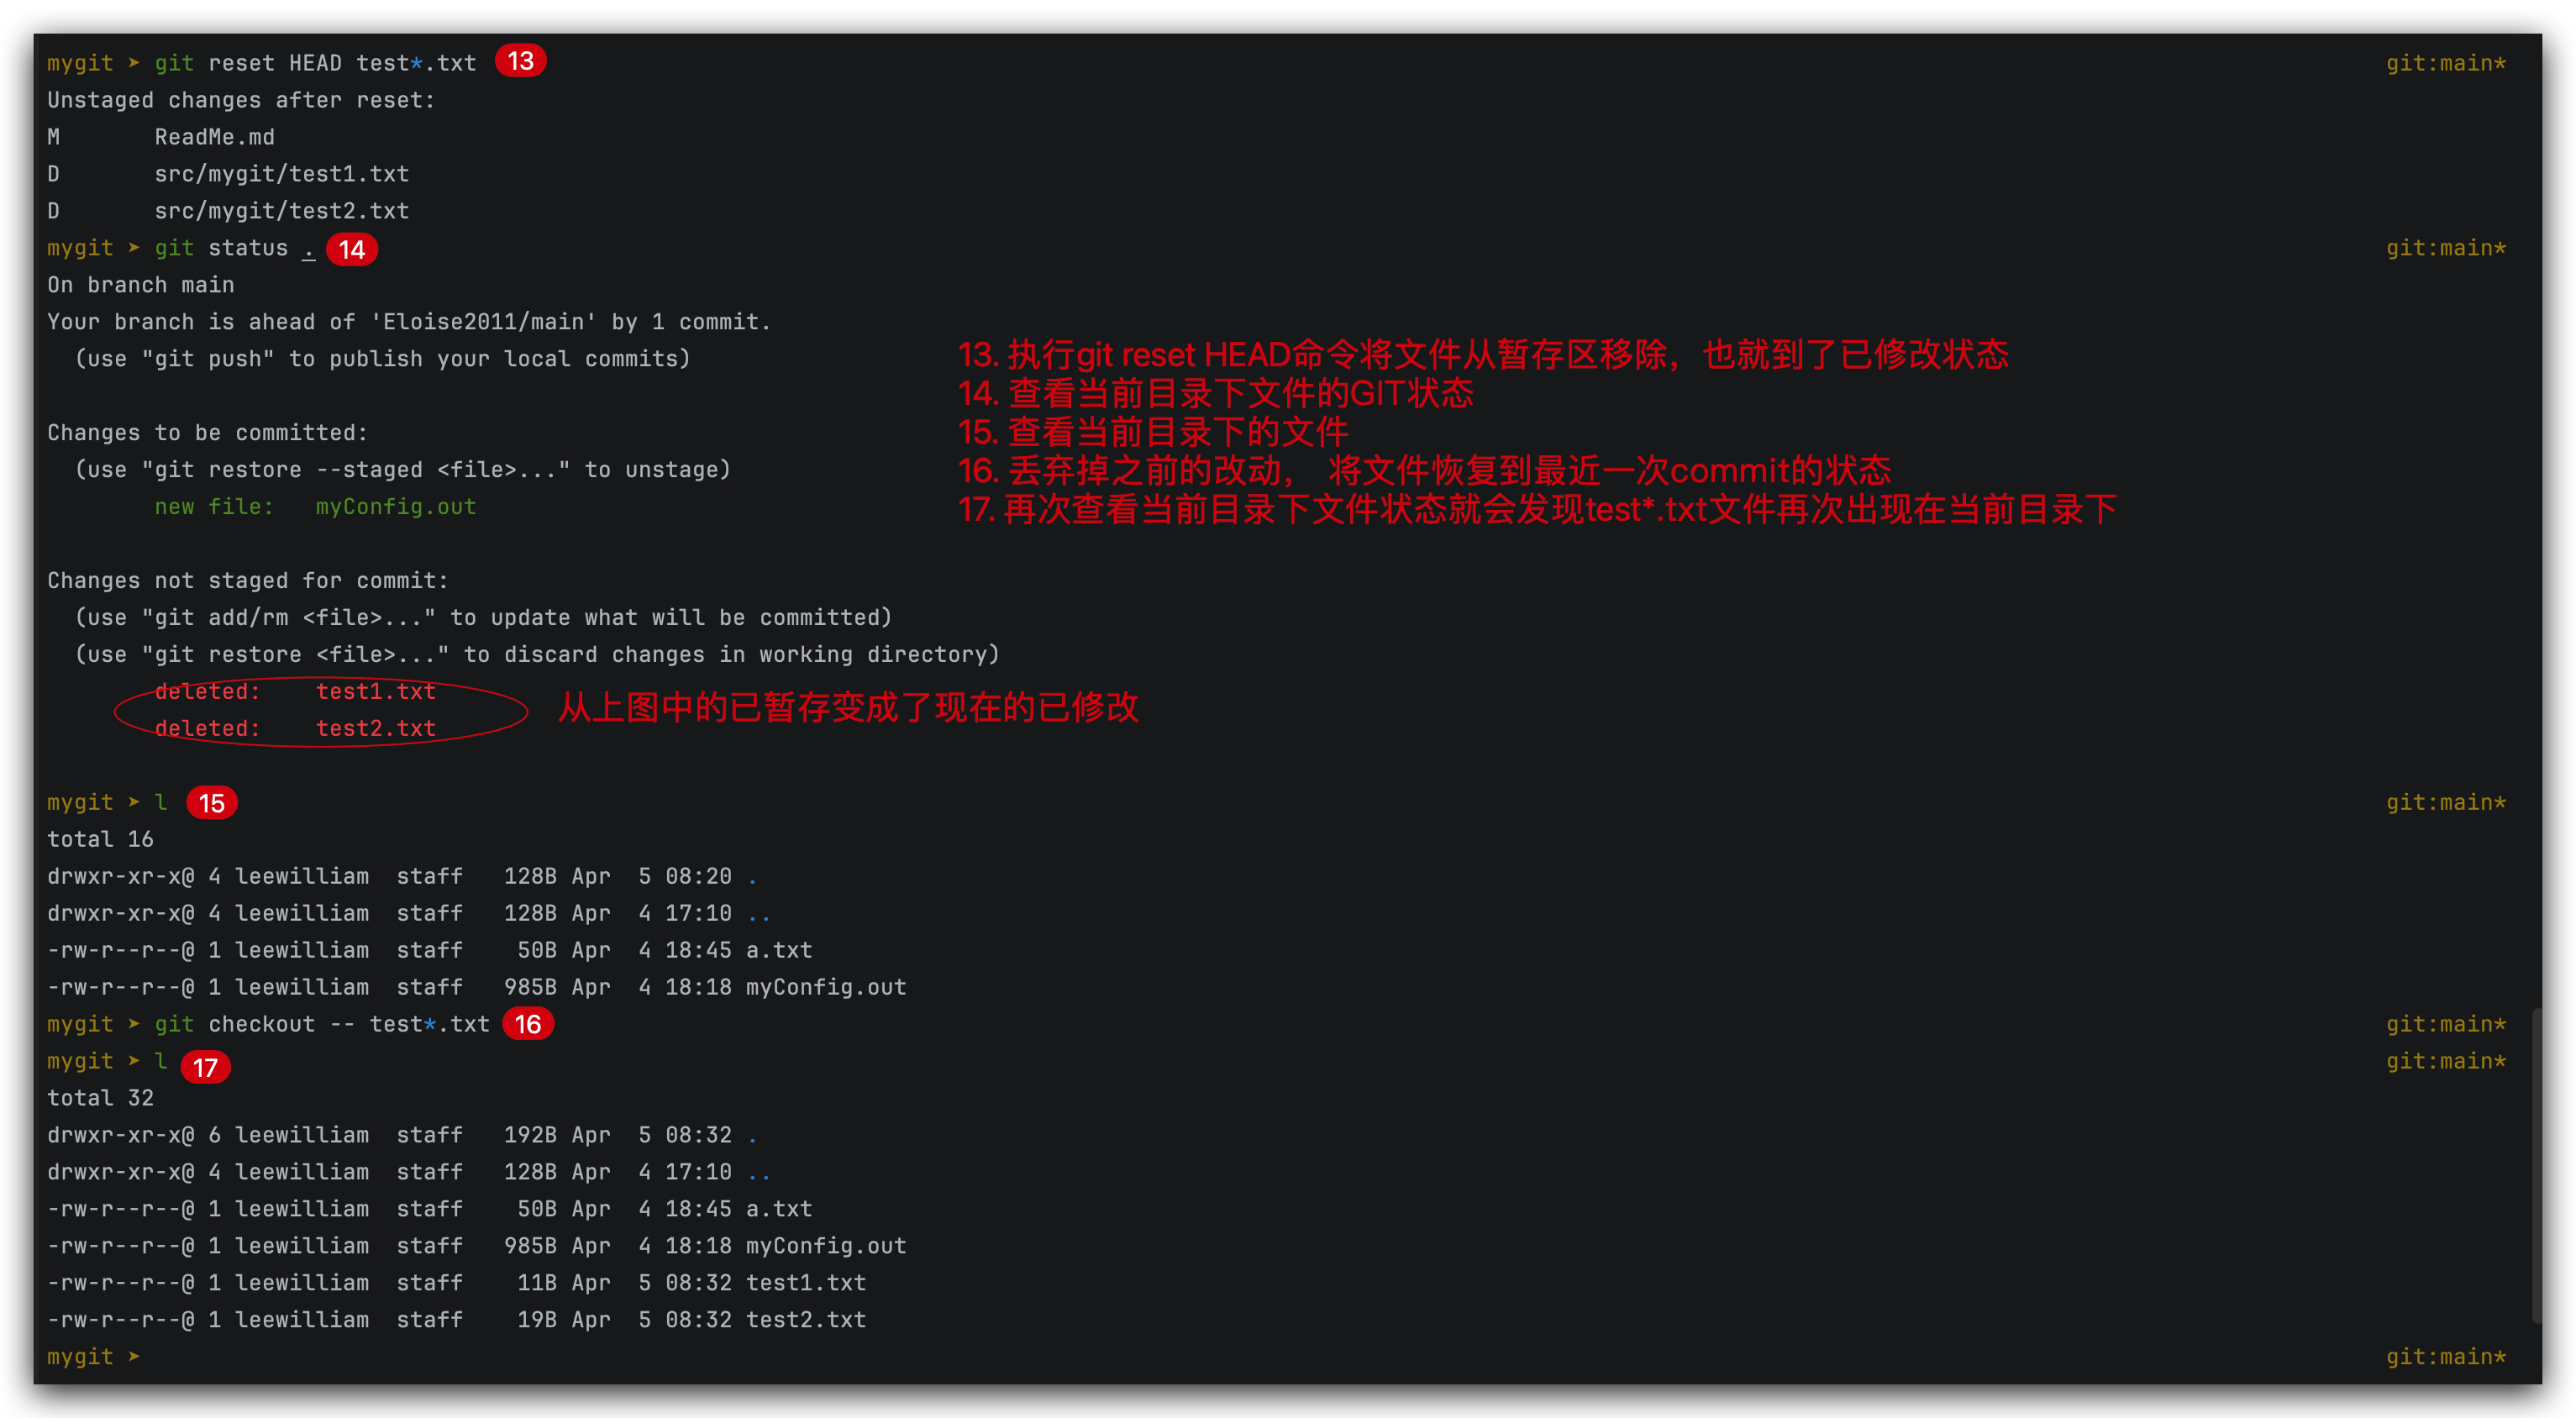 mygit ➤ git reset HEAD test*.txt 13 git:main*
Unstaged changes after reset:
M       ReadMe.md
D       src/mygit/test1.txt
D       src/mygit/test2.txt
mygit ➤ git status . 14 git:main*
On branch main
Your branch is ahead of 'Eloise2011/main' by 1 commit.
  (use "git push" to publish your local commits)
13. 执行git reset HEAD命令将文件从暂存区移除，也就到了已修改状态
14. 查看当前目录下文件的GIT状态
15. 查看当前目录下的文件
16. 丢弃掉之前的改动， 将文件恢复到最近一次commit的状态
17. 再次查看当前目录下文件状态就会发现test*.txt文件再次出现在当前目录下
Changes to be committed:
  (use "git restore --staged <file>..." to unstage)
        new file:   myConfig.out
Changes not staged for commit:
  (use "git add/rm <file>..." to update what will be committed)
  (use "git restore <file>..." to discard changes in working directory)
        deleted:    test1.txt
        deleted:    test2.txt
从上图中的已暂存变成了现在的已修改
mygit ➤ l 15 git:main*
total 16
drwxr-xr-x@ 4 leewilliam  staff   128B Apr  5 08:20 .
drwxr-xr-x@ 4 leewilliam  staff   128B Apr  4 17:10 ..
-rw-r--r--@ 1 leewilliam  staff    50B Apr  4 18:45 a.txt
-rw-r--r--@ 1 leewilliam  staff   985B Apr  4 18:18 myConfig.out
mygit ➤ git checkout -- test*.txt 16 git:main*
mygit ➤ l 17 git:main*
total 32
drwxr-xr-x@ 6 leewilliam  staff   192B Apr  5 08:32 .
drwxr-xr-x@ 4 leewilliam  staff   128B Apr  4 17:10 ..
-rw-r--r--@ 1 leewilliam  staff    50B Apr  4 18:45 a.txt
-rw-r--r--@ 1 leewilliam  staff   985B Apr  4 18:18 myConfig.out
-rw-r--r--@ 1 leewilliam  staff    11B Apr  5 08:32 test1.txt
-rw-r--r--@ 1 leewilliam  staff    19B Apr  5 08:32 test2.txt
mygit ➤ git:main*